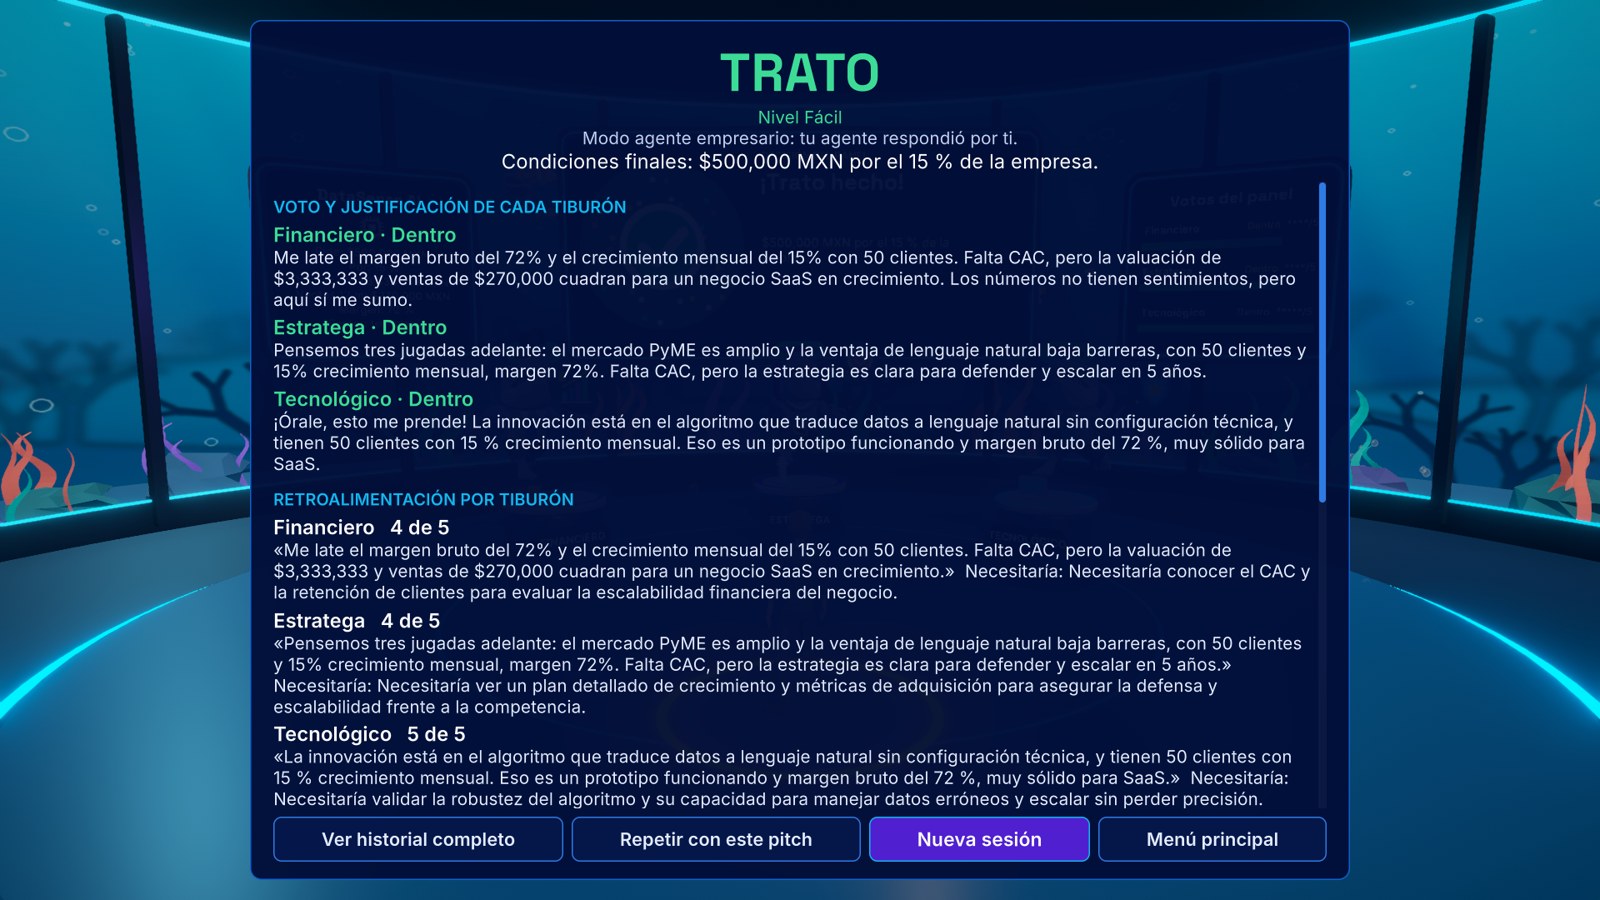 TRATO
Nivel Fácil
Modo agente empresario: tu agente respondió por ti.
Condiciones finales: $500,000 MXN por el 15 % de la empresa.
¡Trato hecho!
Votos del panel
VOTO Y JUSTIFICACIÓN DE CADA TIBURÓN
Financiero · Dentro
Me late el margen bruto del 72% y el crecimiento mensual del 15% con 50 clientes. Falta CAC, pero la valuación de
$3,333,333 y ventas de $270,000 cuadran para un negocio SaaS en crecimiento. Los números no tienen sentimientos, pero
aquí sí me sumo.
Estratega · Dentro
Pensemos tres jugadas adelante: el mercado PyME es amplio y la ventaja de lenguaje natural baja barreras, con 50 clientes y
15% crecimiento mensual, margen 72%. Falta CAC, pero la estrategia es clara para defender y escalar en 5 años.
Tecnológico · Dentro
¡Órale, esto me prende! La innovación está en el algoritmo que traduce datos a lenguaje natural sin configuración técnica, y
tienen 50 clientes con 15 % crecimiento mensual. Eso es un prototipo funcionando y margen bruto del 72 %, muy sólido para
SaaS.
RETROALIMENTACIÓN POR TIBURÓN
Financiero 4 de 5
«Me late el margen bruto del 72% y el crecimiento mensual del 15% con 50 clientes. Falta CAC, pero la valuación de
$3,333,333 y ventas de $270,000 cuadran para un negocio SaaS en crecimiento.» Necesitaría: Necesitaría conocer el CAC y
la retención de clientes para evaluar la escalabilidad financiera del negocio.
Estratega 4 de 5
«Pensemos tres jugadas adelante: el mercado PyME es amplio y la ventaja de lenguaje natural baja barreras, con 50 clientes
y 15% crecimiento mensual, margen 72%. Falta CAC, pero la estrategia es clara para defender y escalar en 5 años.»
Necesitaría: Necesitaría ver un plan detallado de crecimiento y métricas de adquisición para asegurar la defensa y
escalabilidad frente a la competencia.
Tecnológico 5 de 5
«La innovación está en el algoritmo que traduce datos a lenguaje natural sin configuración técnica, y tienen 50 clientes con
15 % crecimiento mensual. Eso es un prototipo funcionando y margen bruto del 72 %, muy sólido para SaaS.» Necesitaría:
Necesitaría validar la robustez del algoritmo y su capacidad para manejar datos erróneos y escalar sin perder precisión.
Ver historial completo
Repetir con este pitch
Nueva sesión
Menú principal